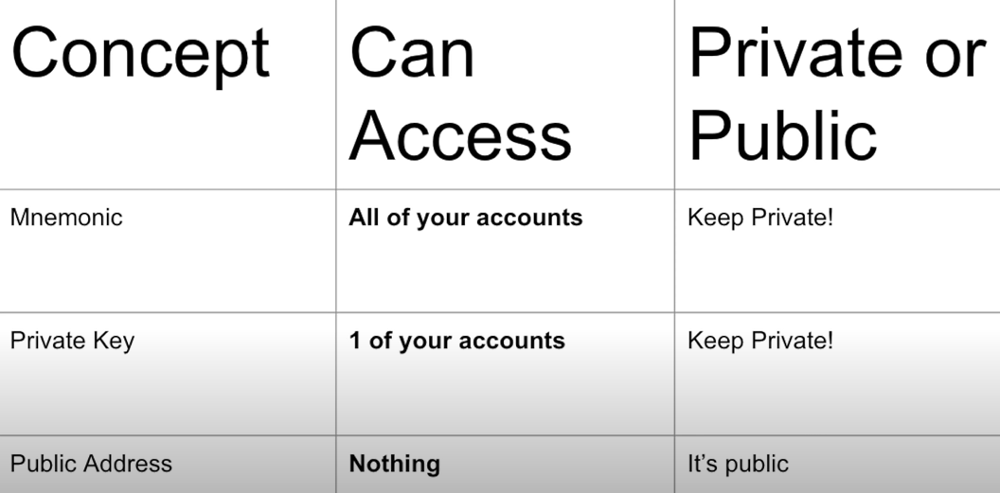 Concept
Can
Access
Private or
Public
Mnemonic
All of your accounts
Keep Private!
Private Key
1 of your accounts
Keep Private!
Public Address
Nothing
It’s public